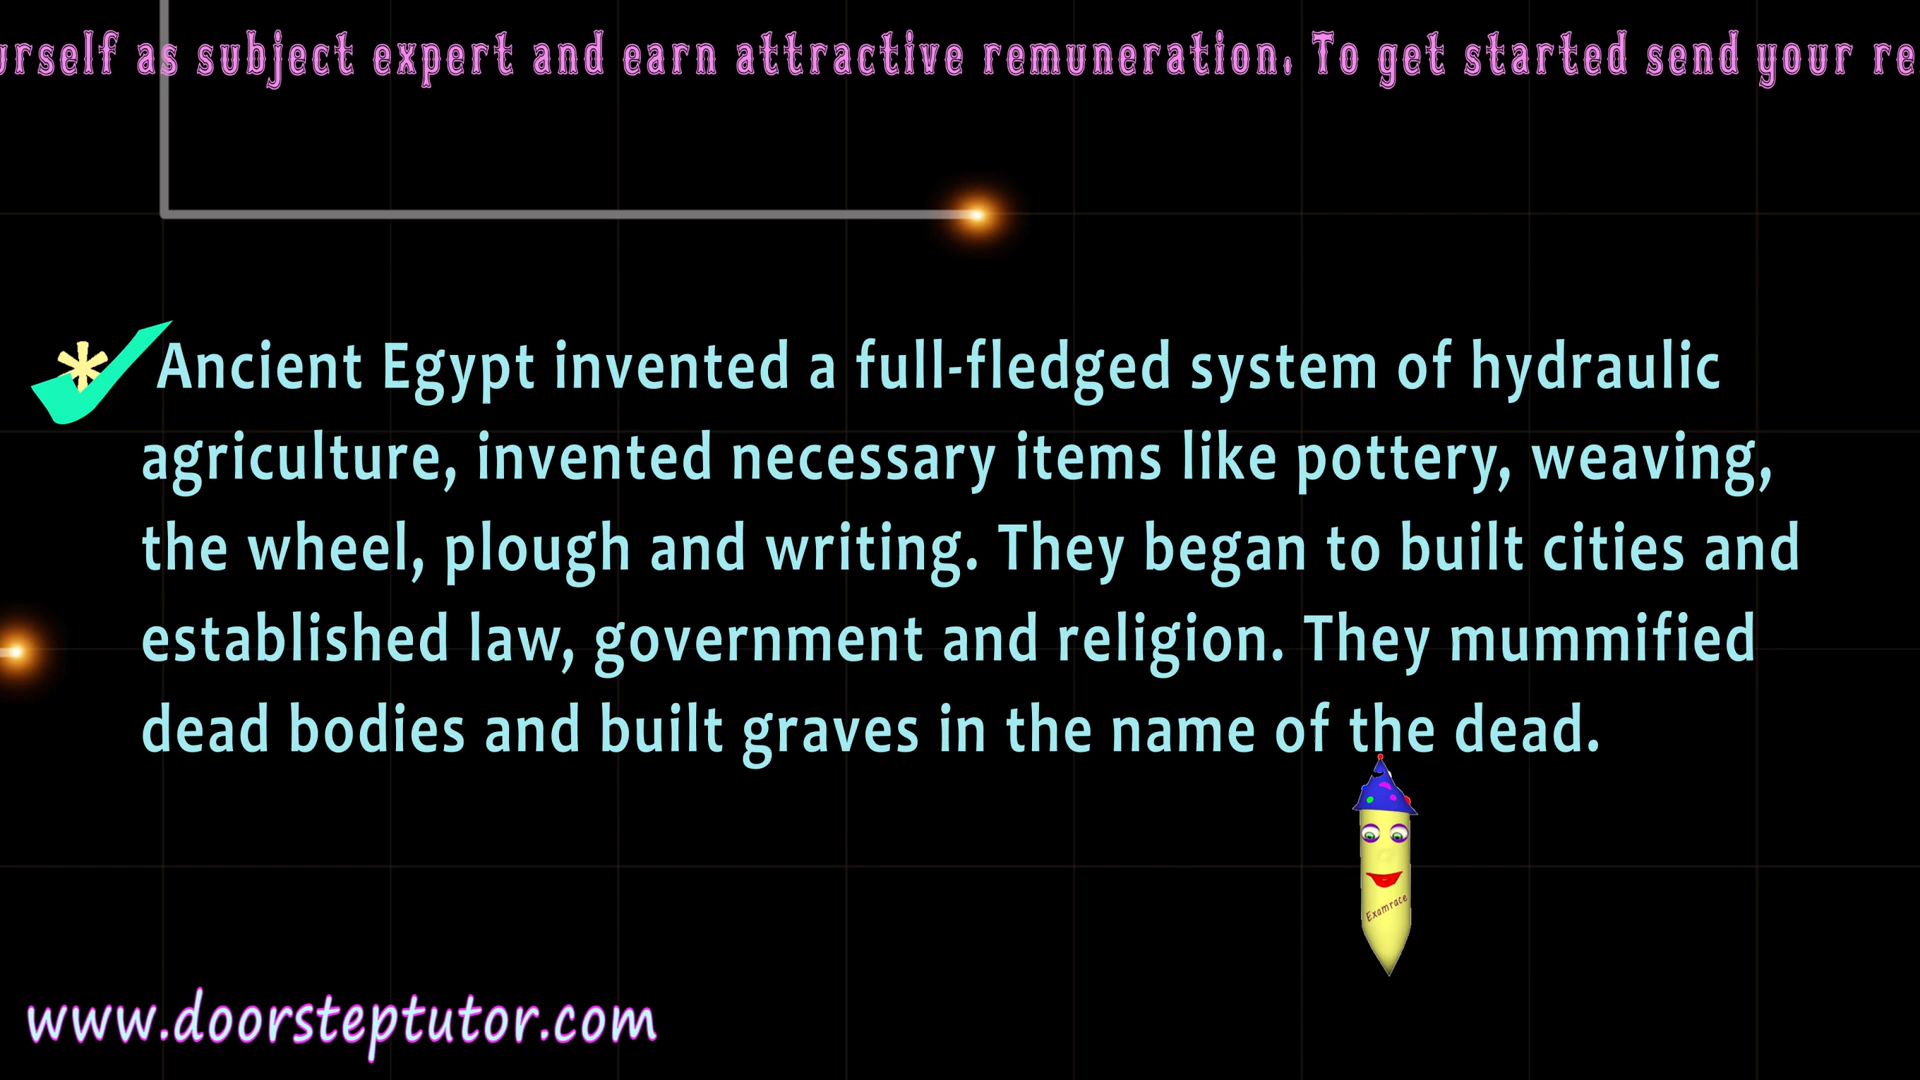 urself as subject expert and earn attractive remuneration. To get started send your re
* Ancient Egypt invented a full-fledged system of hydraulic
agriculture, invented necessary items like pottery, weaving,
the wheel, plough and writing. They began to built cities and
established law, government and religion. They mummified
dead bodies and built graves in the name of the dead.
Examrace
www.doorsteptutor.com